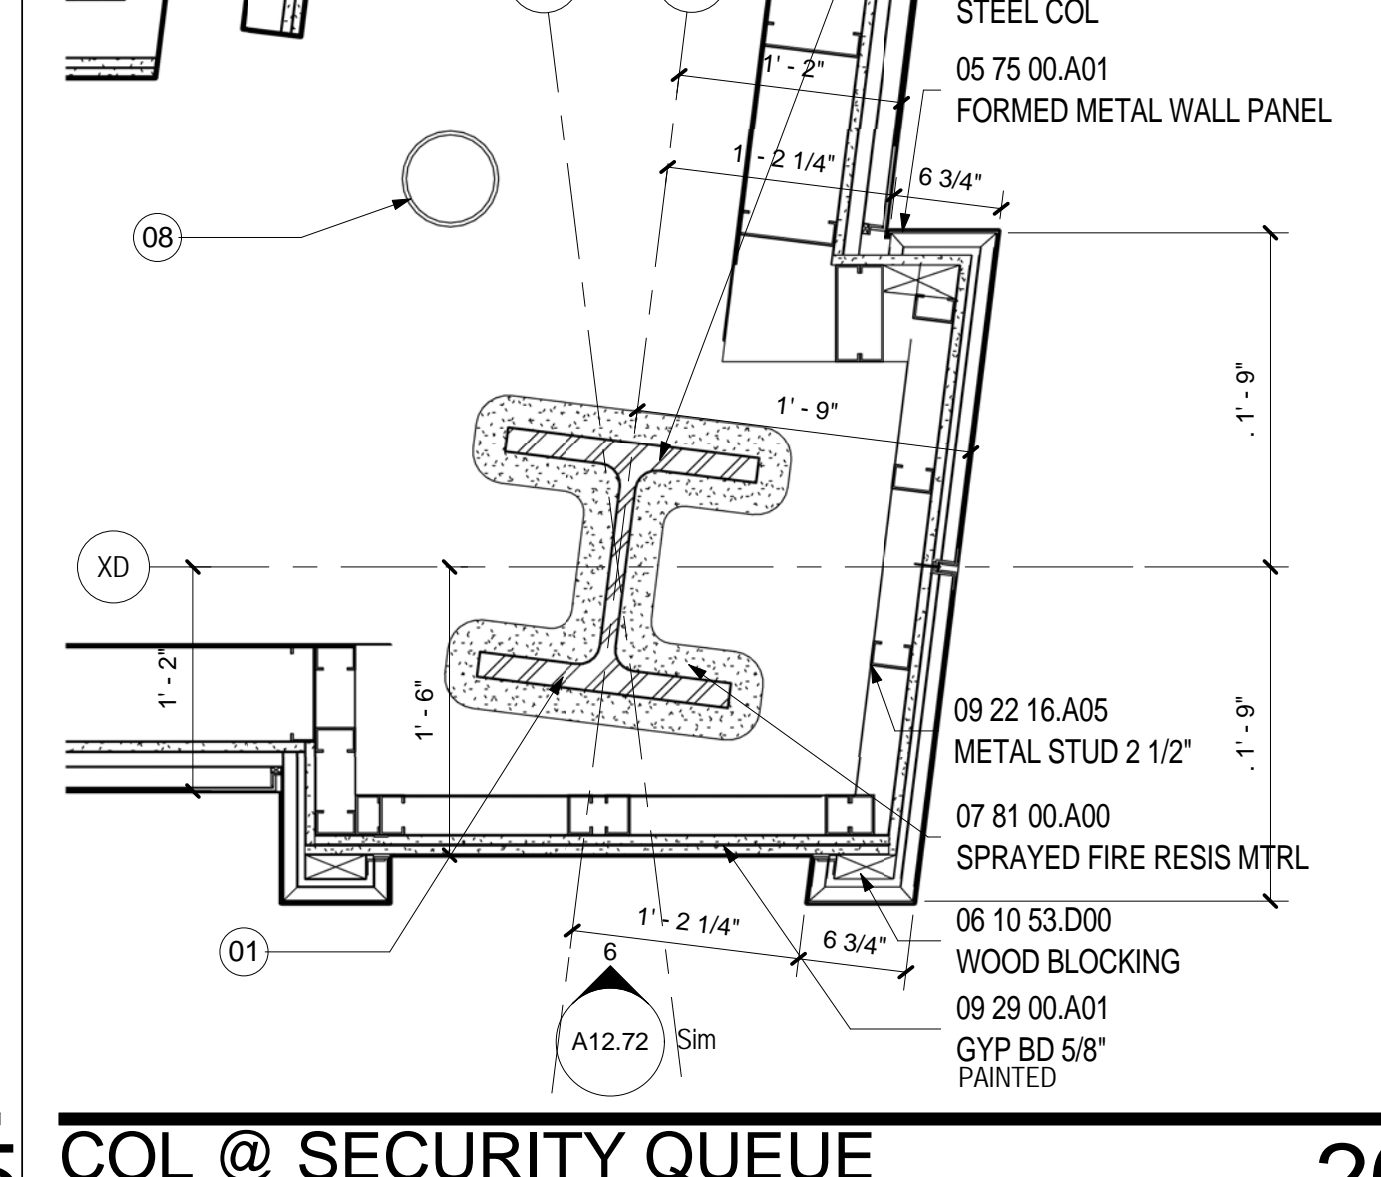 STEEL COL
1' - 2"
05 75 00.A01
FORMED METAL WALL PANEL
1' - 2 1/4"
6 3/4"
08
1' - 9"
1' - 9"
XD
1' - 2"
1' - 6"
09 22 16.A05
METAL STUD 2 1/2"
1' - 9"
07 81 00.A00
SPRAYED FIRE RESIS MTRL
01
1' - 2 1/4"
6 3/4"
06 10 53.D00
WOOD BLOCKING
6
A12.72
Sim
09 29 00.A01
GYP BD 5/8"
PAINTED
COL @ SECURITY QUEUE